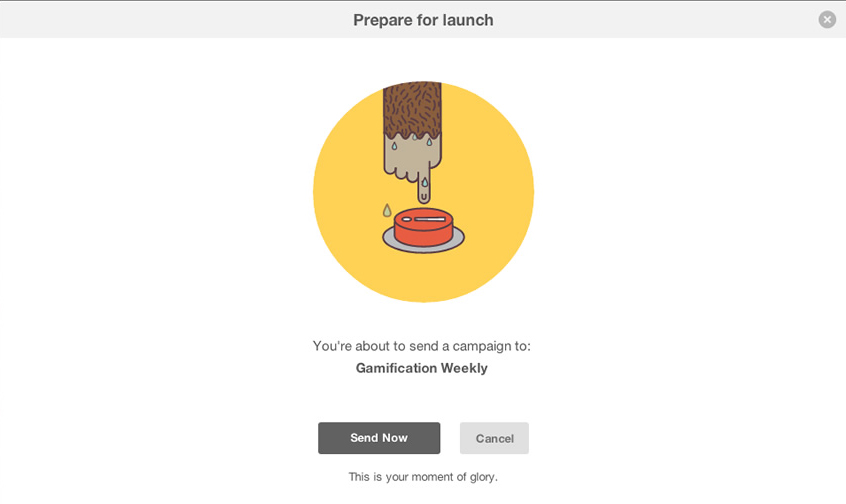 Prepare for launch
You're about to send a campaign to:
Gamification Weekly
Send Now
Cancel
This is your moment of glory.